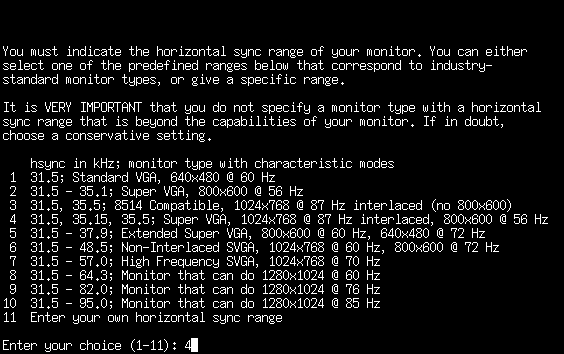 You must indicate the horizontal sync range of your monitor. You can either
select one of the predefined ranges below that correspond to industry-
standard monitor types, or give a specific range.
It is VERY IMPORTANT that you do not specify a monitor type with a horizontal
sync range that is beyond the capabilities of your monitor. If in doubt,
choose a conservative setting.
hsync in kHz; monitor type with characteristic modes
1 31.5; Standard VGA, 640x480 @ 60 Hz
2 31.5 - 35.1; Super VGA, 800x600 @ 56 Hz
3 31.5, 35.5; 8514 Compatible, 1024x768 @ 87 Hz interlaced (no 800x600)
4 31.5, 35.15, 35.5; Super VGA, 1024x768 @ 87 Hz interlaced, 800x600 @ 56 Hz
5 31.5 - 37.9; Extended Super VGA, 800x600 @ 60 Hz, 640x480 @ 72 Hz
6 31.5 - 48.5; Non-Interlaced SVGA, 1024x768 @ 60 Hz, 800x600 @ 72 Hz
7 31.5 - 57.0; High Frequency SVGA, 1024x768 @ 70 Hz
8 31.5 - 64.3; Monitor that can do 1280x1024 @ 60 Hz
9 31.5 - 82.0; Monitor that can do 1280x1024 @ 76 Hz
10 31.5 - 95.0; Monitor that can do 1280x1024 @ 85 Hz
11 Enter your own horizontal sync range
Enter your choice (1-11): 4